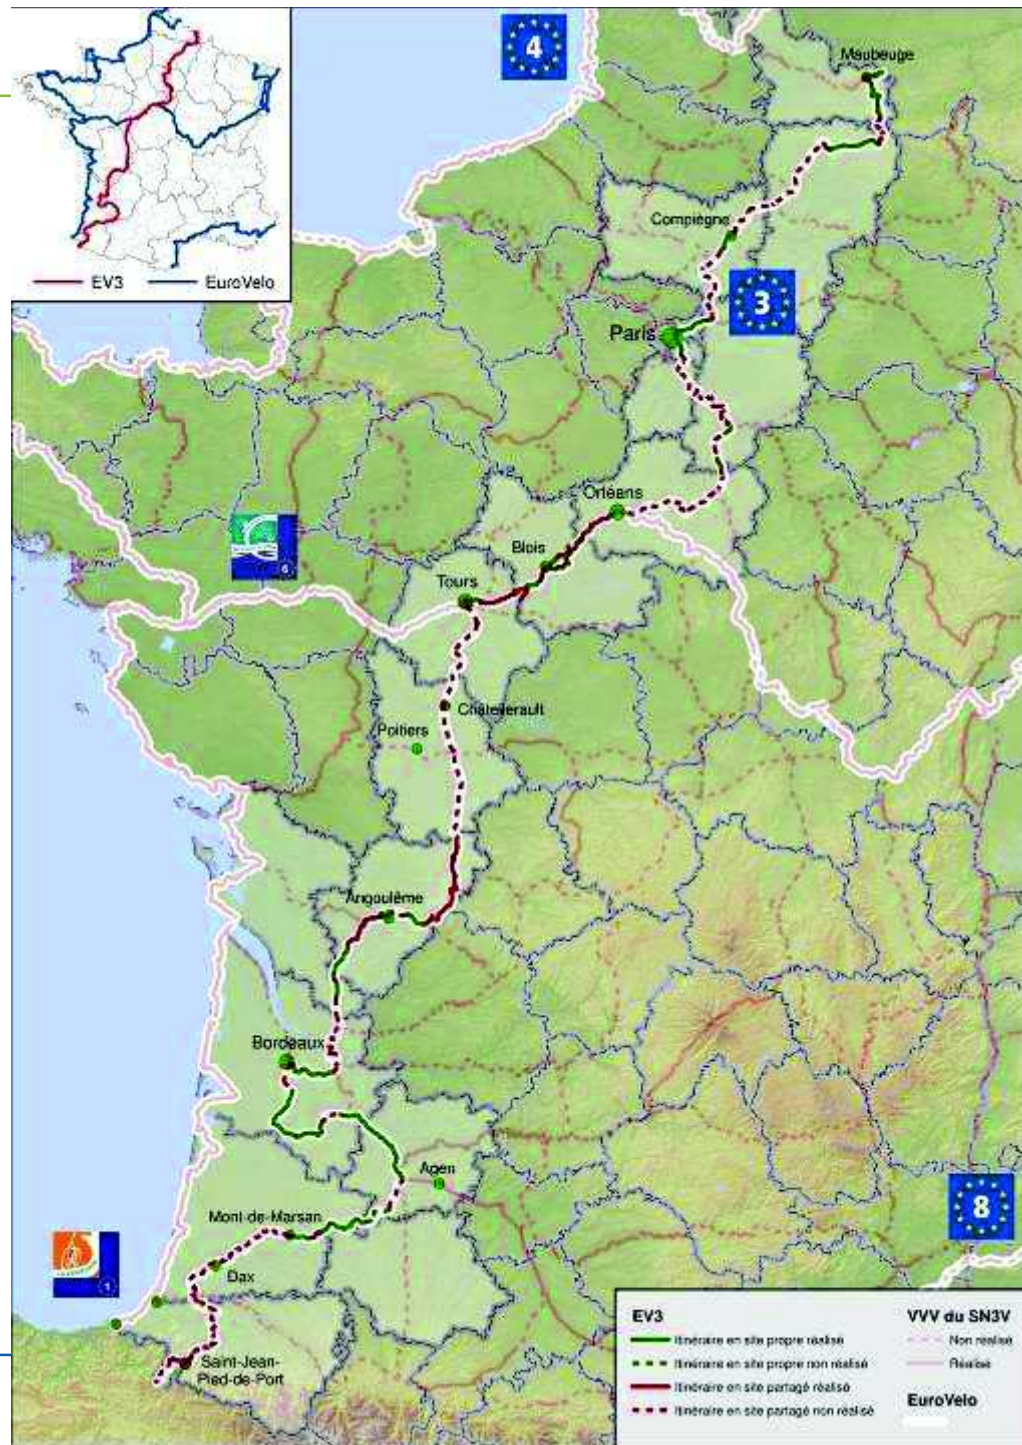 4
Maubeuge
EV3
EuroVelo
Compiègne
3
Paris
Orléans
Blois
6
Tours
Châtellerault
Poitiers
Angoulême
Bordeaux
Agen
8
Mont-de-Marsan
1
Dax
Saint-Jean-
Pied-de-Port
EV3
Itinéraire en site propre réalisé
Itinéraire en site propre non réalisé
Itinéraire en site partagé réalisé
Itinéraire en site partagé non réalisé
VVV du SN3V
Non réalisé
Réalisé
EuroVelo